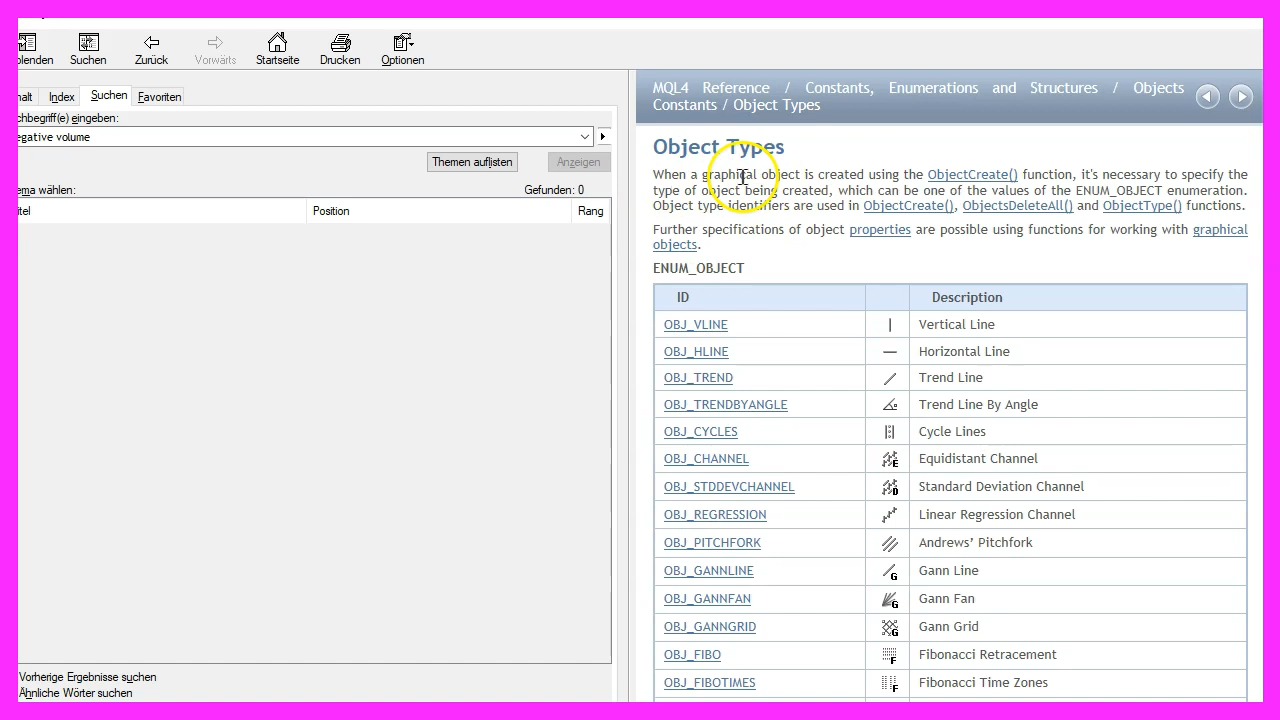 Suchen
Zurück
Vorwärts
Startseite
Drucken
Optionen
Index
Suchen
Favoriten
eingeben:
volume
Themen auflisten
Anzeigen
wählen:
Gefunden: 0
Position
Rang
Vorherige Ergebnisse suchen
Ähnliche Wörter suchen
MQL4 Reference / Constants, Enumerations and Structures / Objects
Constants / Object Types
Object Types
When a graphical object is created using the ObjectCreate() function, it's necessary to specify the
type of object being created, which can be one of the values of the ENUM_OBJECT enumeration.
Object type identifiers are used in ObjectCreate(), ObjectsDeleteAll() and ObjectType() functions.
Further specifications of object properties are possible using functions for working with graphical
objects.
ENUM_OBJECT
ID Description
OBJ_VLINE Vertical Line
OBJ_HLINE Horizontal Line
OBJ_TREND Trend Line
OBJ_TRENDBYANGLE Trend Line By Angle
OBJ_CYCLES Cycle Lines
OBJ_CHANNEL Equidistant Channel
OBJ_STDDEVCHANNEL Standard Deviation Channel
OBJ_REGRESSION Linear Regression Channel
OBJ_PITCHFORK Andrews’ Pitchfork
OBJ_GANNLINE Gann Line
OBJ_GANNFAN Gann Fan
OBJ_GANNGRID Gann Grid
OBJ_FIBO Fibonacci Retracement
OBJ_FIBOTIMES Fibonacci Time Zones